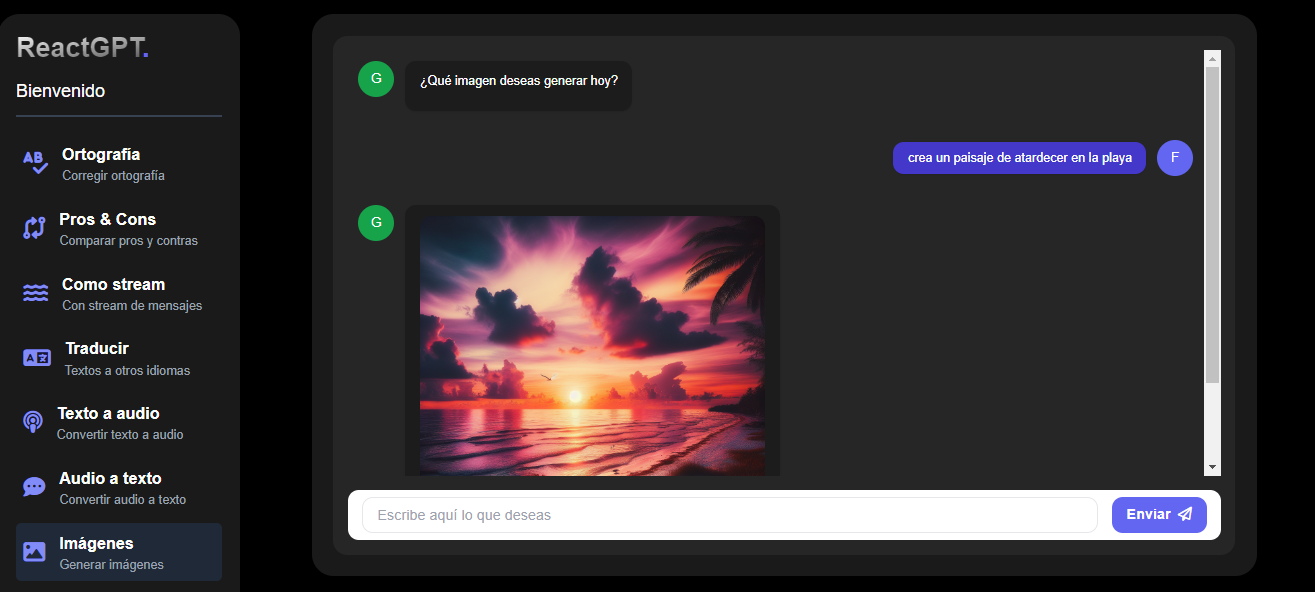 ReactGPT.
Bienvenido
AB
Ortografía
Corregir ortografía
Pros & Cons
Comparar pros y contras
Como stream
Con stream de mensajes
A
Traducir
Textos a otros idiomas
Texto a audio
Convertir texto a audio
Audio a texto
Convertir audio a texto
Imágenes
Generar imágenes
G
¿Qué imagen deseas generar hoy?
crea un paisaje de atardecer en la playa
F
G
Escribe aquí lo que deseas
Enviar